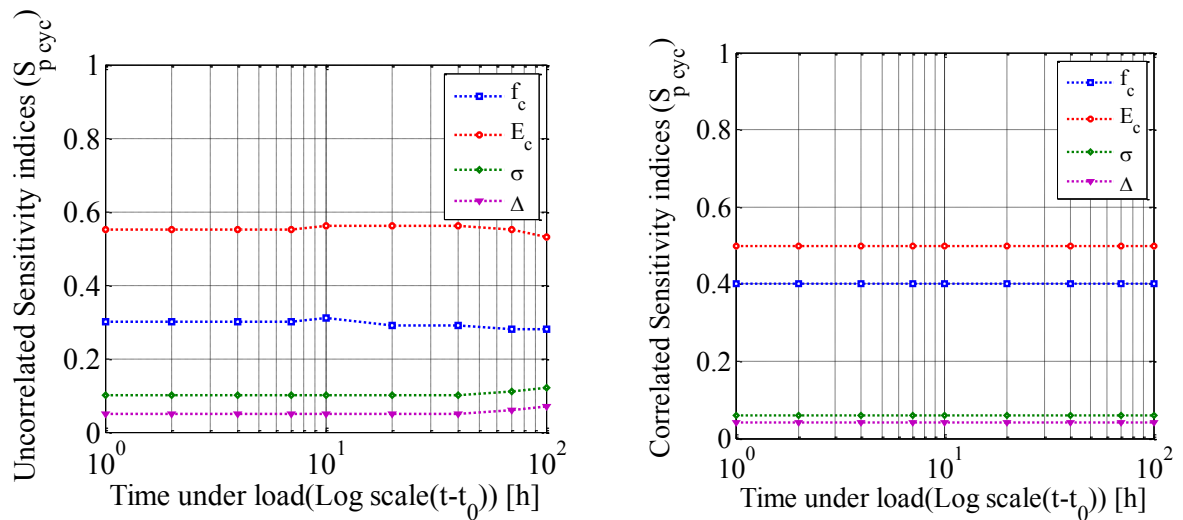 Uncorrelated Sensitivity indices (S_p cyc)
1
0.8
0.6
0.4
0.2
0
10^0
10^1
10^2
Time under load(Log scale(t-t_0)) [h]
f_c
E_c
σ
Δ
Correlated Sensitivity indices (S_p cyc)
1
0.8
0.6
0.4
0.2
0
10^0
10^1
10^2
Time under load(Log scale(t-t_0)) [h]
f_c
E_c
σ
Δ